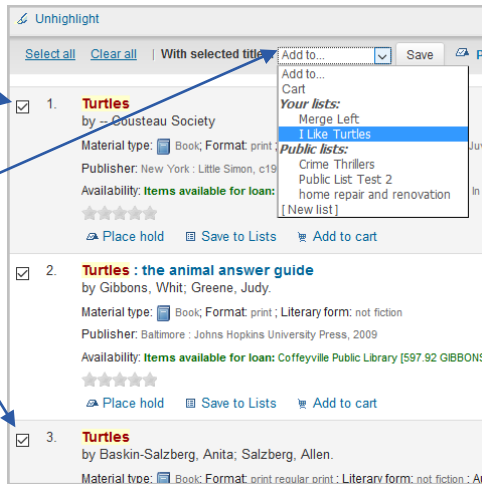 Unhighlight
Select all Clear all | With selected title Add to... Save
Add to...
Cart
Your lists:
Merge Left
I Like Turtles
Public lists:
Crime Thrillers
Public List Test 2
home repair and renovation
[ New list ]
1. Turtles
by -- Cousteau Society
Material type: Book; Format: print
Publisher: New York : Little Simon, c19
Availability: Items available for loan: In
Place hold Save to Lists Add to cart
2. Turtles : the animal answer guide
by Gibbons, Whit; Greene, Judy.
Material type: Book; Format: print ; Literary form: not fiction
Publisher: Baltimore : Johns Hopkins University Press, 2009
Availability: Items available for loan: Coffeyville Public Library [597.92 GIBBONS
Place hold Save to Lists Add to cart
3. Turtles
by Baskin-Salzberg, Anita; Salzberg, Allen.
Material type: Book; Format: print regular print ; Literary form: not fiction ; Au